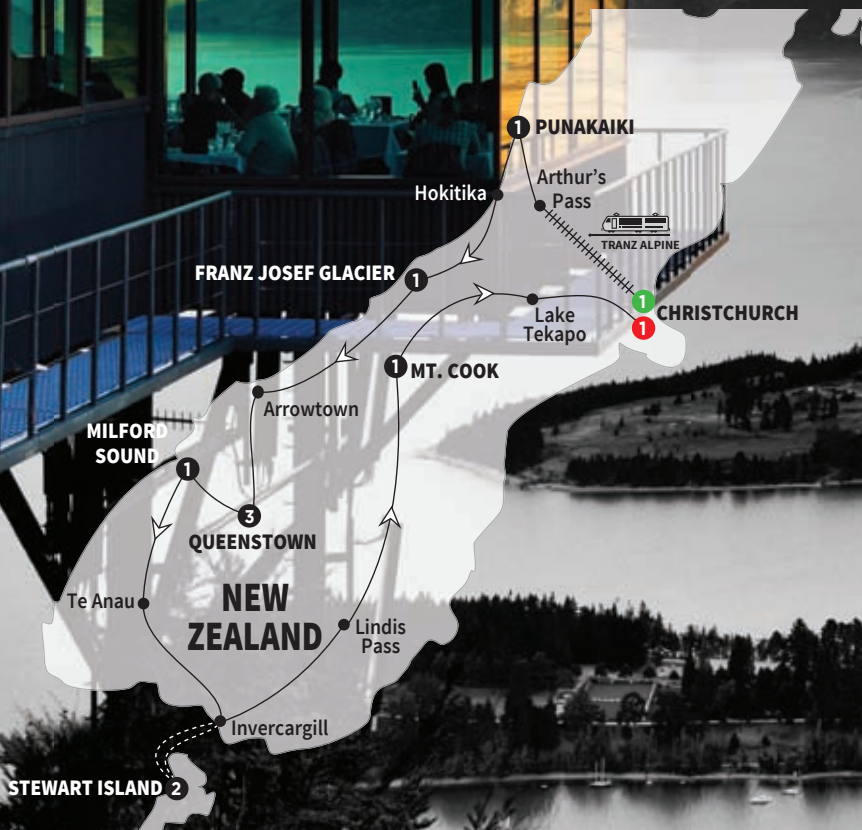 1 PUNAKAIKI
Arthur's
Pass
Hokitika
TRANZ ALPINE
FRANZ JOSEF GLACIER 1
1
CHRISTCHURCH
1
Lake
Tekapo
1 MT. COOK
Arrowtown
MILFORD
SOUND
1
3
QUEENSTOWN
Te Anau
NEW
ZEALAND
Lindis
Pass
Invercargill
STEWART ISLAND 2